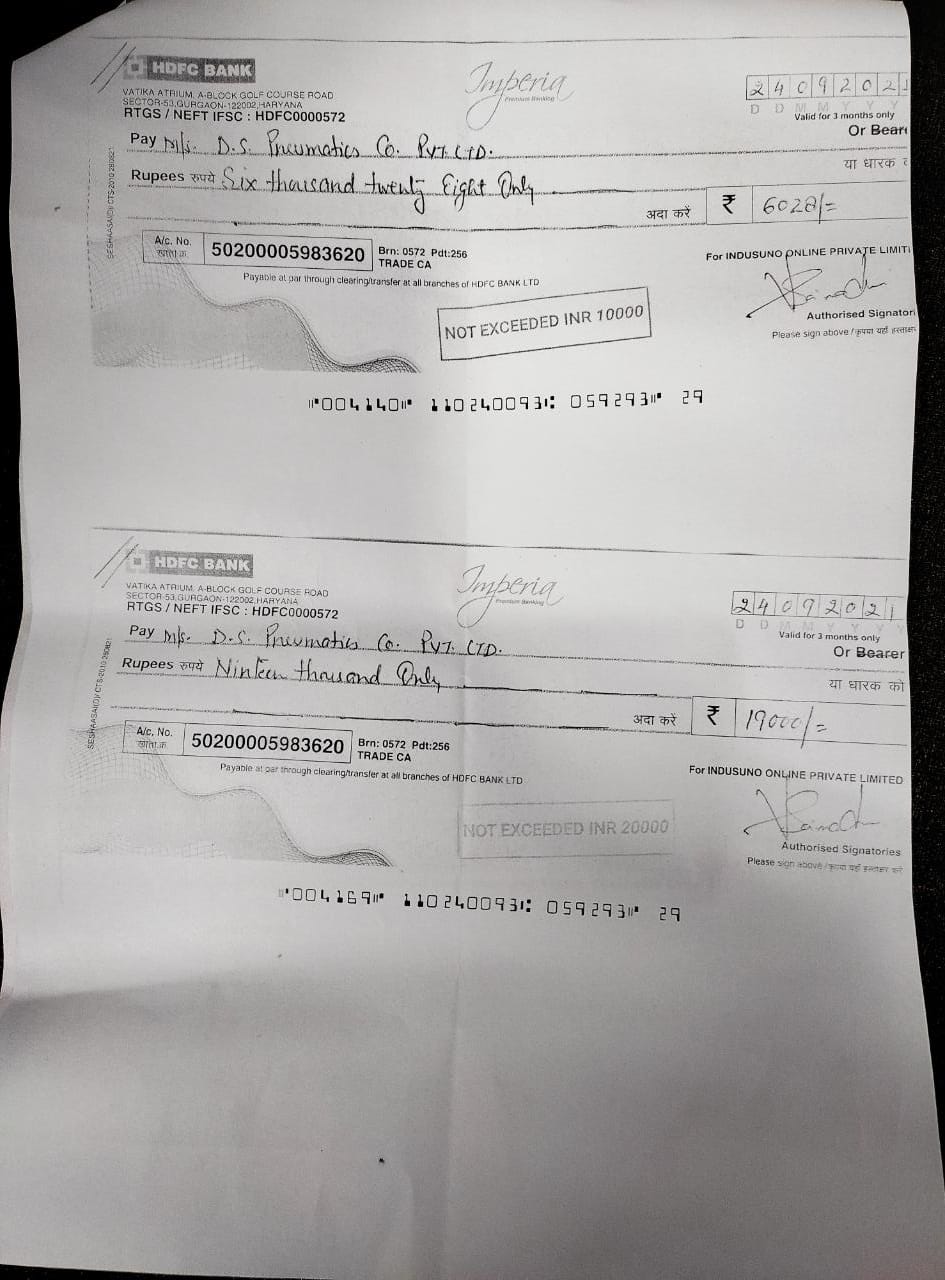 HDFC BANK
Imperia
Premium Banking
2 4 0 9 2 0 2 1
D D M M Y Y Y
VATIKA ATRIUM, A-BLOCK GOLF COURSE ROAD
SECTOR-53,GURGAON-122002,HARYANA
RTGS / NEFT IFSC : HDFC0000572
Valid for 3 months only
Pay M/s. D.S. Pneumatics Co. Pvt. LTD.
Or Bear
या धारक
Rupees रुपये Six thousand twenty Eight Only
अदा करें ₹ 6028/=
SESHAASAI(D)/ CTS-2010 280821
A/c. No.
खाता क्र.
50200005983620
Brn: 0572 Pdt:256
TRADE CA
For INDUSUNO ONLINE PRIVATE LIMIT
Payable at par through clearing/transfer at all branches of HDFC BANK LTD
NOT EXCEEDED INR 10000
Authorised Signator
Please sign above / कृपया यहाँ हस्ताक्षर
⑈004140⑈ 110240093⑆ 059293⑈ 29
HDFC BANK
Imperia
Premium Banking
2 4 0 9 2 0 2 1
D D M M Y Y Y Y
VATIKA ATRIUM, A-BLOCK GOLF COURSE ROAD
SECTOR-53,GURGAON-122002,HARYANA
RTGS / NEFT IFSC : HDFC0000572
Valid for 3 months only
Pay M/s. D.S. Pneumatics Co. Pvt. LTD.
Or Bearer
या धारक को
Rupees रुपये Ninteen thousand Only
अदा करें ₹ 19000/=
SESHAASAI(D)/ CTS-2010 280821
A/c. No.
खाता क्र.
50200005983620
Brn: 0572 Pdt:256
TRADE CA
For INDUSUNO ONLINE PRIVATE LIMITED
Payable at par through clearing/transfer at all branches of HDFC BANK LTD
NOT EXCEEDED INR 20000
Authorised Signatories
Please sign above / कृपया यहाँ हस्ताक्षर करें
⑈004169⑈ 110240093⑆ 059293⑈ 29